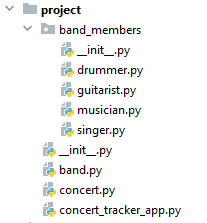 project
band_members
__init__.py
drummer.py
guitarist.py
musician.py
singer.py
__init__.py
band.py
concert.py
concert_tracker_app.py